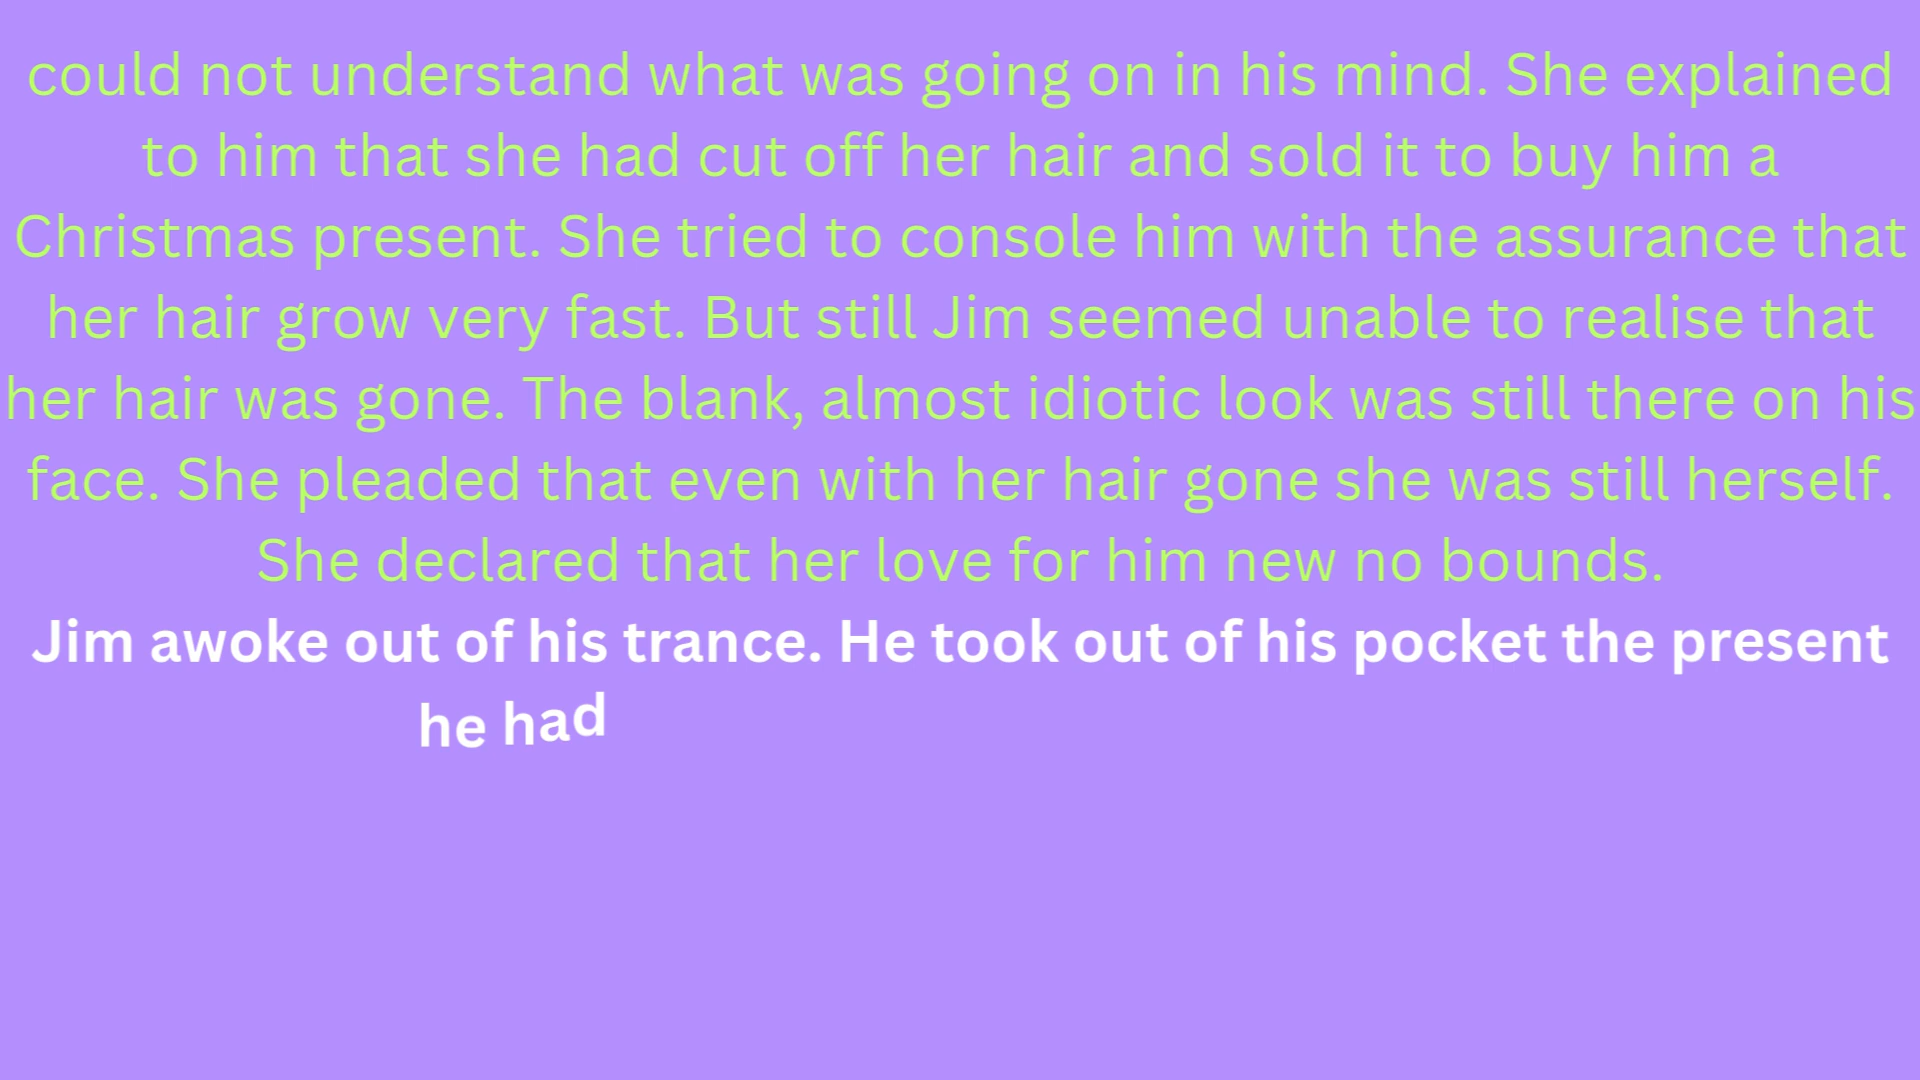 could not understand what was going on in his mind. She explained
to him that she had cut off her hair and sold it to buy him a
Christmas present. She tried to console him with the assurance that
her hair grow very fast. But still Jim seemed unable to realise that
her hair was gone. The blank, almost idiotic look was still there on his
face. She pleaded that even with her hair gone she was still herself.
She declared that her love for him new no bounds.
Jim awoke out of his trance. He took out of his pocket the present
he had